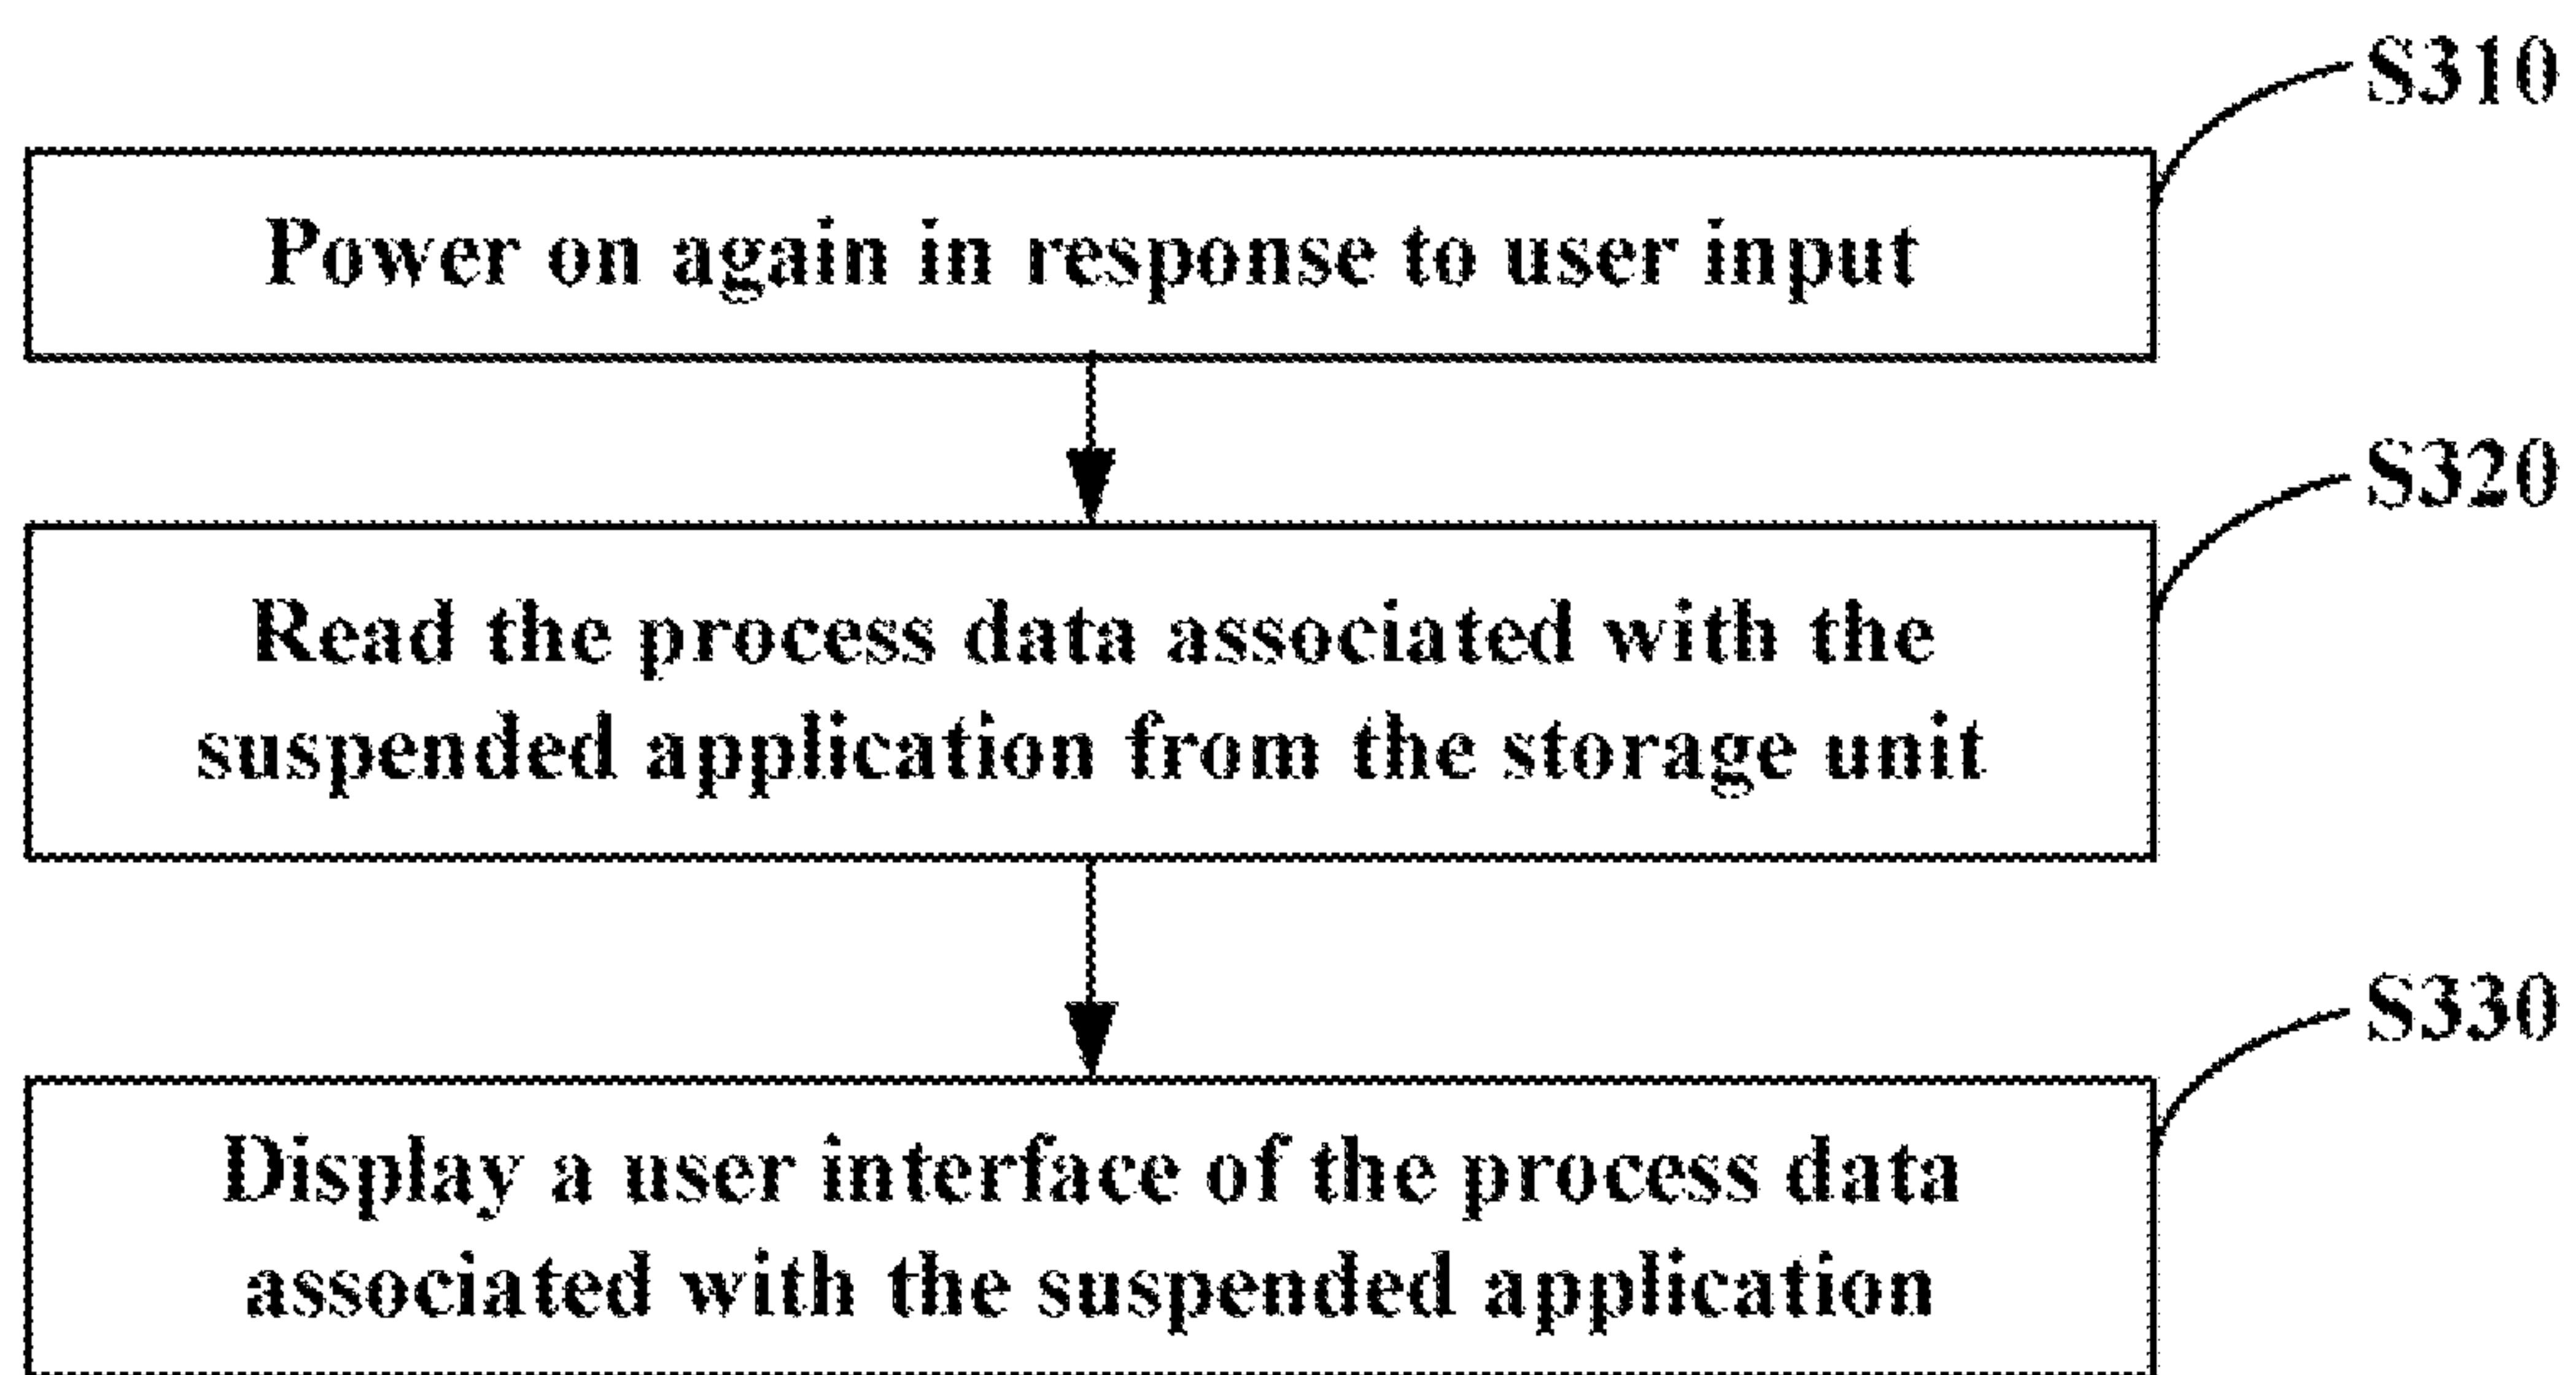 S310
Power on again in response to user input
S320
Read the process data associated with the
suspended application from the storage unit
S330
Display a user interface of the process data
associated with the suspended application